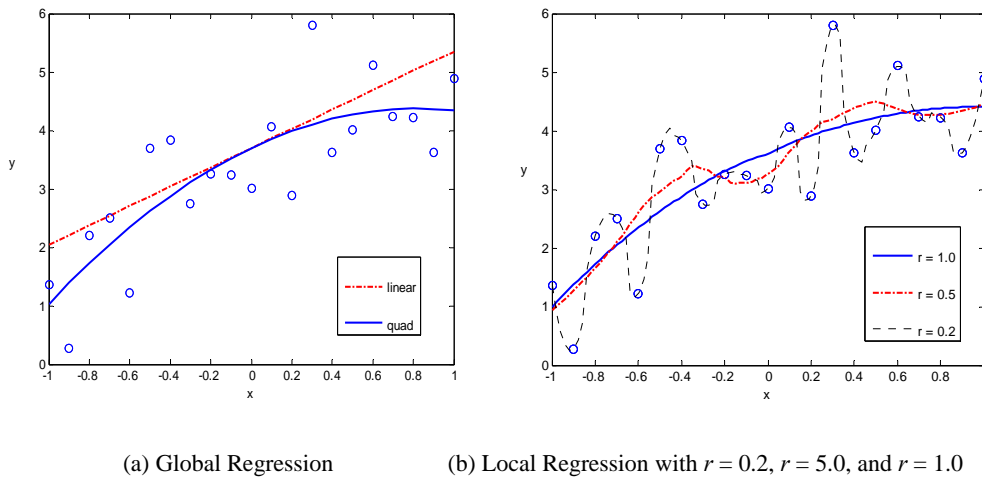 6
5
4
3
2
1
0
y
-1 -0.8 -0.6 -0.4 -0.2 0 0.2 0.4 0.6 0.8 1
x
linear
quad
6
5
4
3
2
1
0
y
-1 -0.8 -0.6 -0.4 -0.2 0 0.2 0.4 0.6 0.8
x
r = 1.0
r = 0.5
r = 0.2
(a) Global Regression
(b) Local Regression with r = 0.2, r = 5.0, and r = 1.0